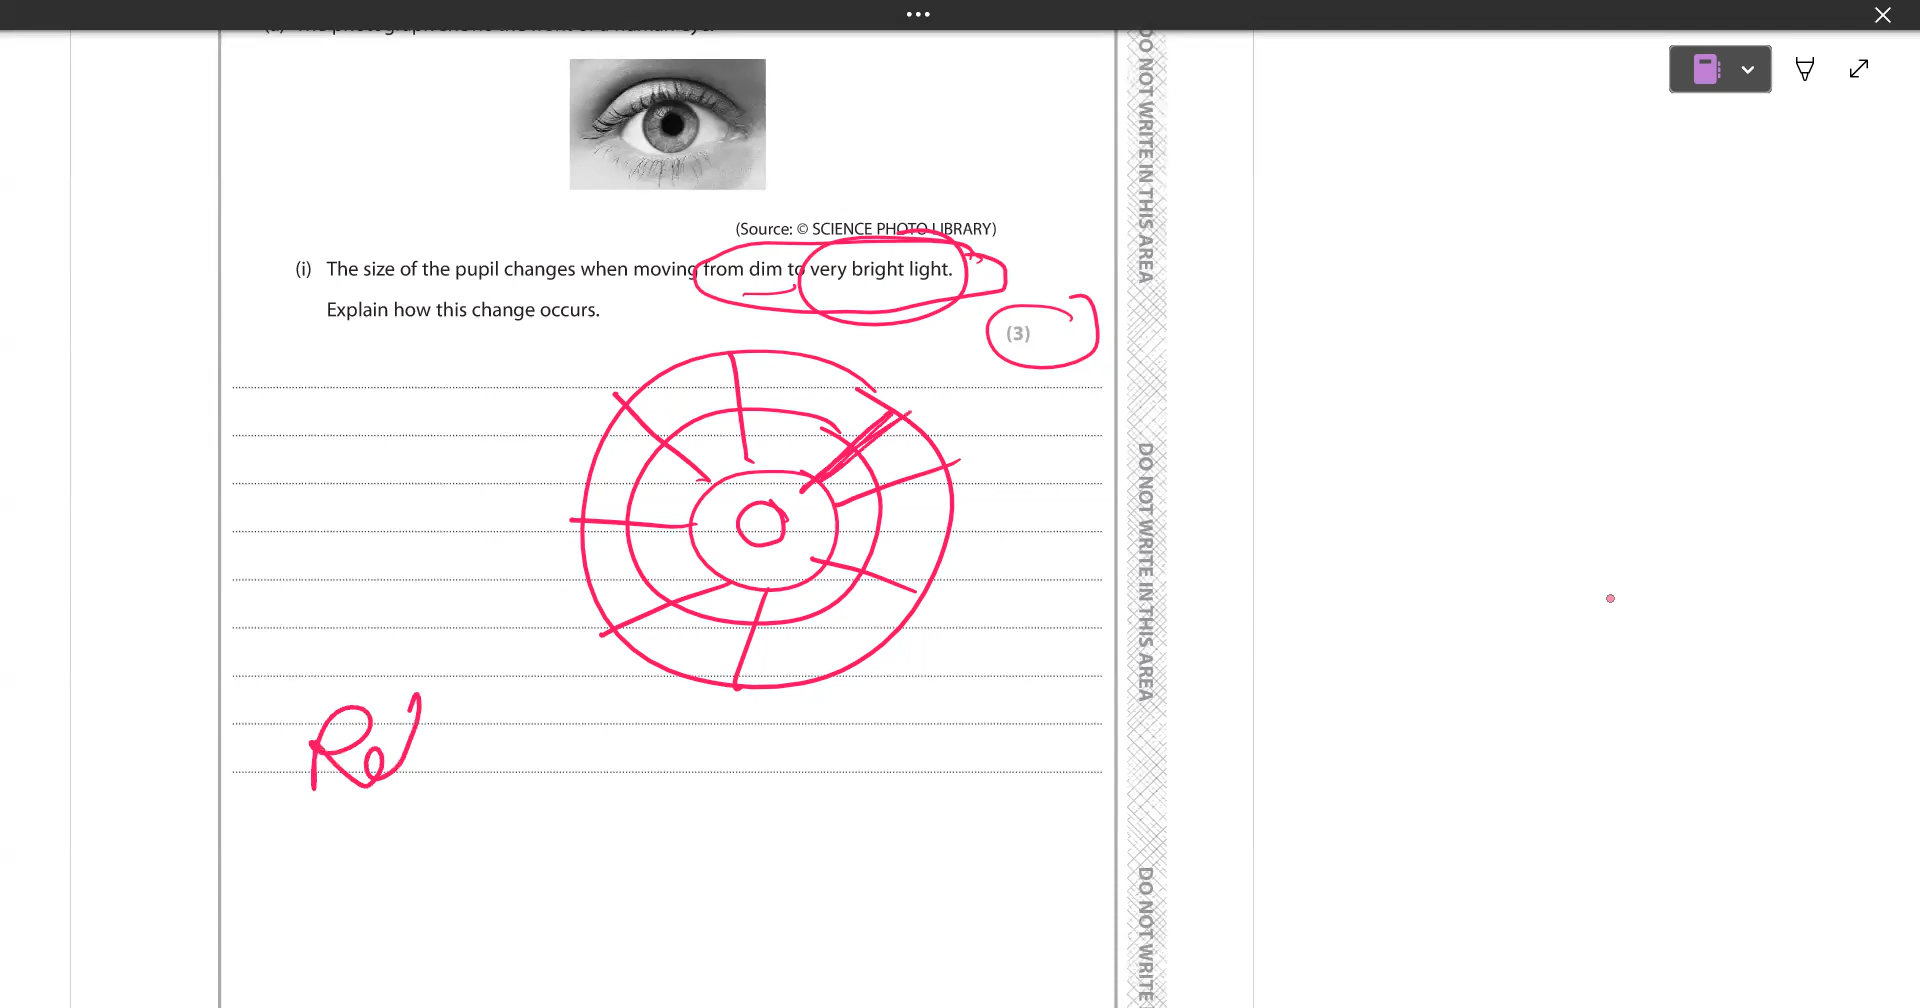 (Source: © SCIENCE PHOTO LIBRARY)
(i) The size of the pupil changes when moving from dim to very bright light.
Explain how this change occurs.
(3)
DO NOT WRITE IN THIS AREA
DO NOT WRITE IN THIS AREA
DO NOT WRITE